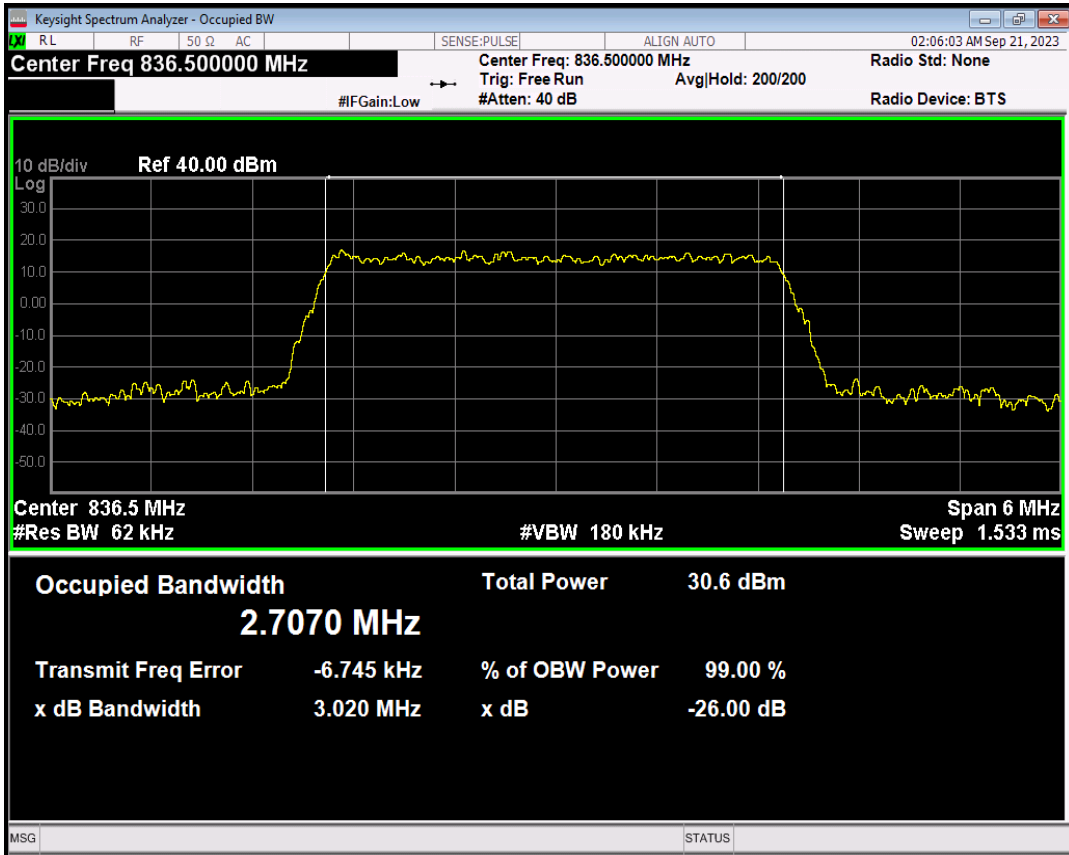 Keysight Spectrum Analyzer - Occupied BW
LXI RL RF 50 Ω AC SENSE:PULSE ALIGN AUTO 02:06:03 AM Sep 21, 2023
Center Freq 836.500000 MHz Center Freq: 836.500000 MHz Radio Std: None
Trig: Free Run Avg|Hold: 200/200
#IFGain:Low #Atten: 40 dB Radio Device: BTS
10 dB/div Ref 40.00 dBm
Log
30.0
20.0
10.0
0.00
-10.0
-20.0
-30.0
-40.0
-50.0
Center 836.5 MHz Span 6 MHz
#Res BW 62 kHz #VBW 180 kHz Sweep 1.533 ms
Occupied Bandwidth Total Power 30.6 dBm
2.7070 MHz
Transmit Freq Error -6.745 kHz % of OBW Power 99.00 %
x dB Bandwidth 3.020 MHz x dB -26.00 dB
MSG STATUS